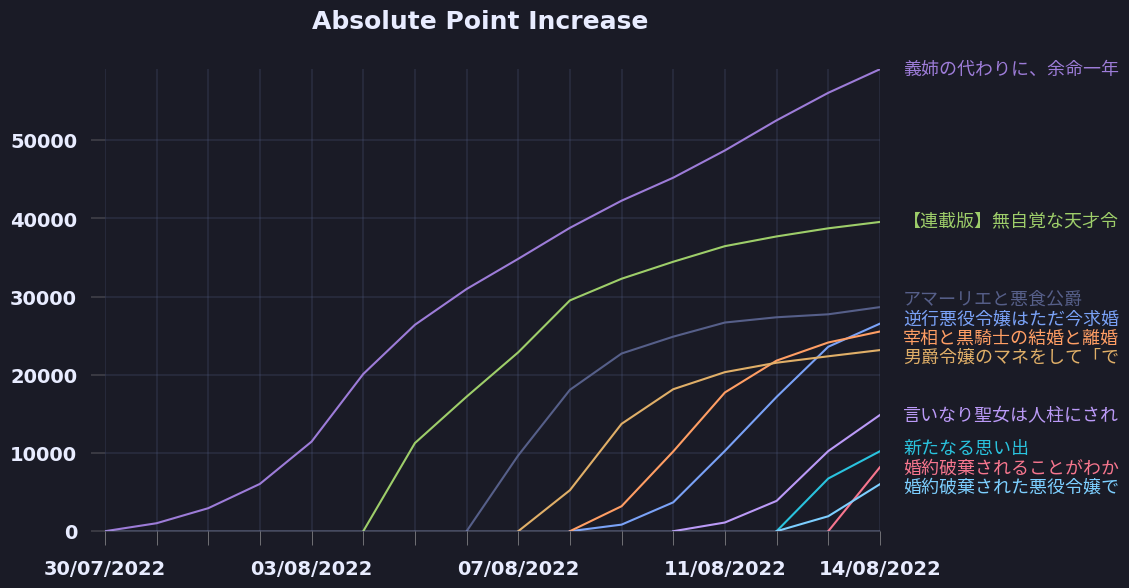 Absolute Point Increase
義姉の代わりに、余命一年
50000
40000
【連載版】無自覚な天才令
30000
アマーリエと悪食公爵
逆行悪役令嬢はただ今求婚
宰相と黒騎士の結婚と離婚
男爵令嬢のマネをして「で
20000
言いなり聖女は人柱にされ
10000
新たなる思い出
婚約破棄されることがわか
婚約破棄された悪役令嬢で
0
30/07/2022
03/08/2022
07/08/2022
11/08/2022
14/08/2022